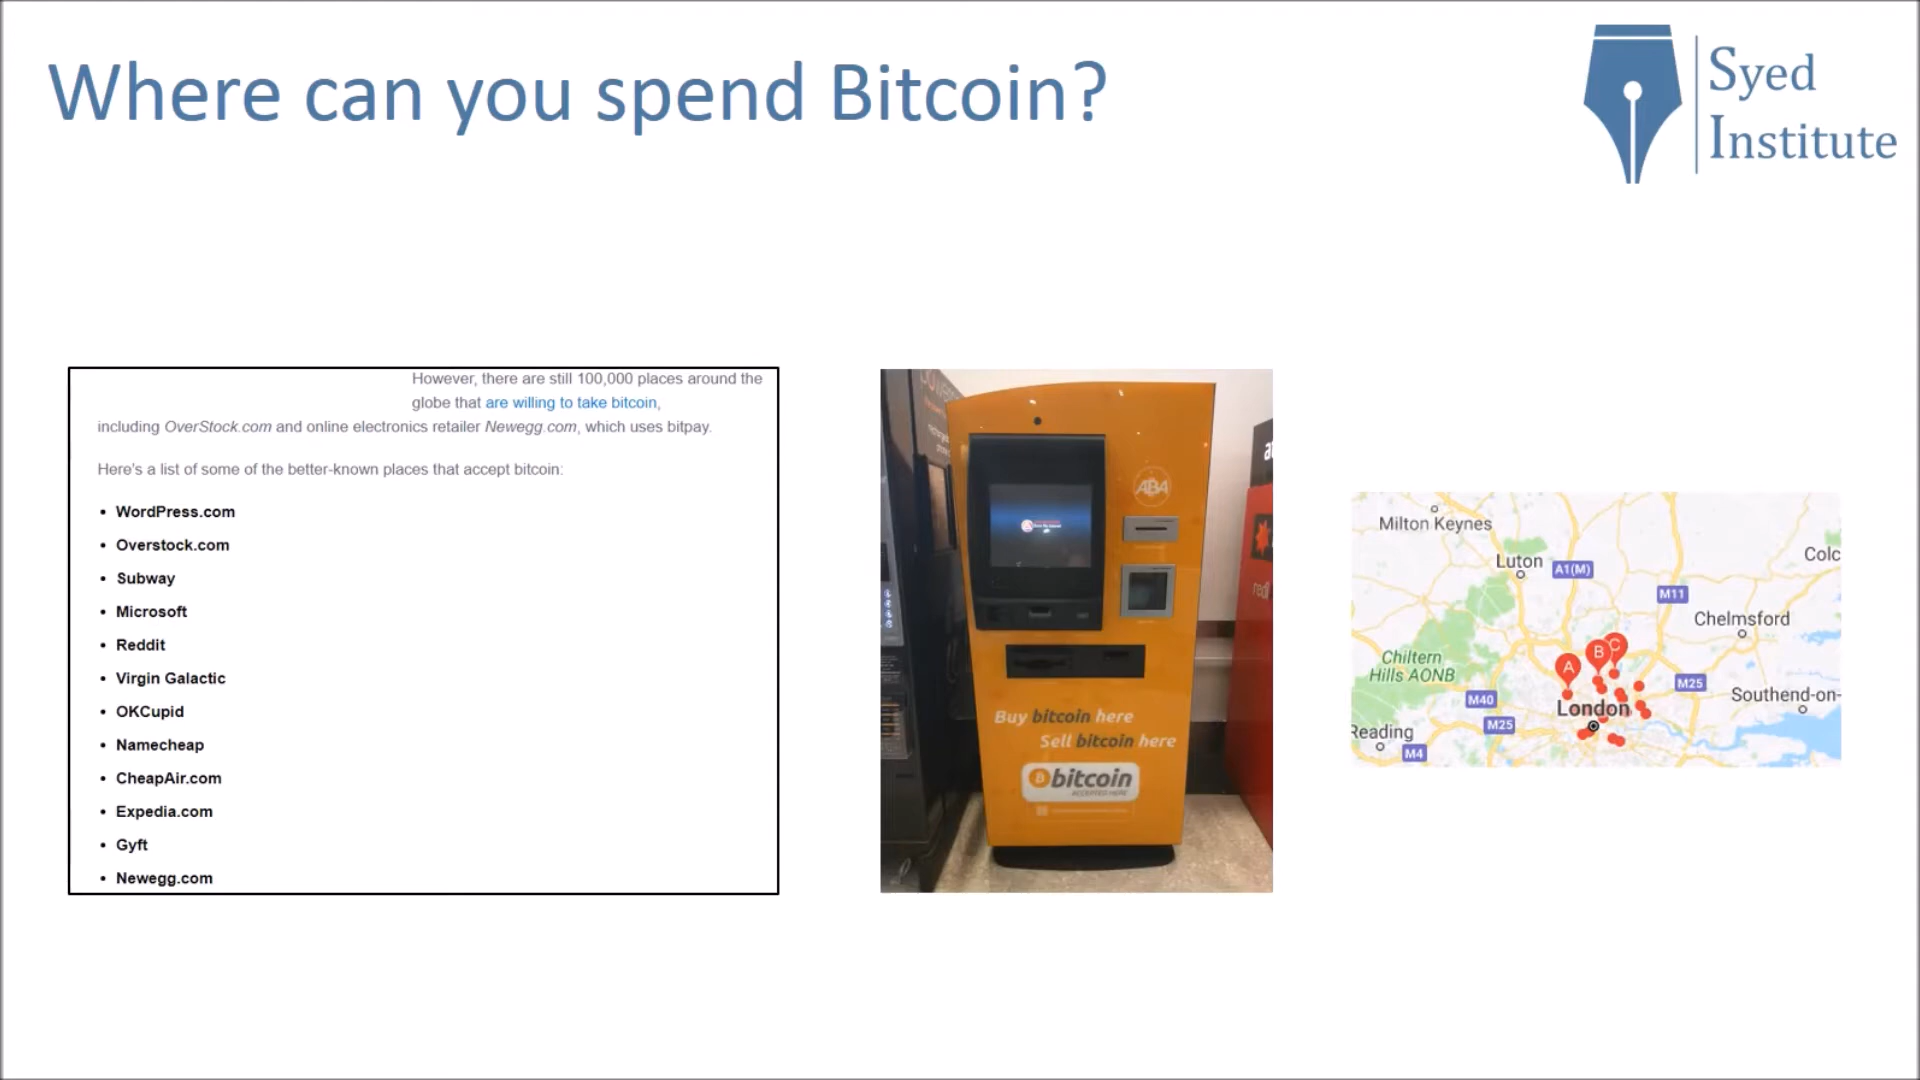 Where can you spend Bitcoin?
Syed
Institute
However, there are still 100,000 places around the
globe that are willing to take bitcoin,
including OverStock.com and online electronics retailer Newegg.com, which uses bitpay.
Here's a list of some of the better-known places that accept bitcoin:
• WordPress.com
• Overstock.com
• Subway
• Microsoft
• Reddit
• Virgin Galactic
• OKCupid
• Namecheap
• CheapAir.com
• Expedia.com
• Gyft
• Newegg.com
ABA
Buy bitcoin here
Sell bitcoin here
bitcoin
ACCEPTED HERE
Milton Keynes
Colc
Luton
A1(M)
M11
Chelmsford
Chiltern
Hills AONB
A
B
C
M25
M40
Southend-on-
London
M25
Reading
M4